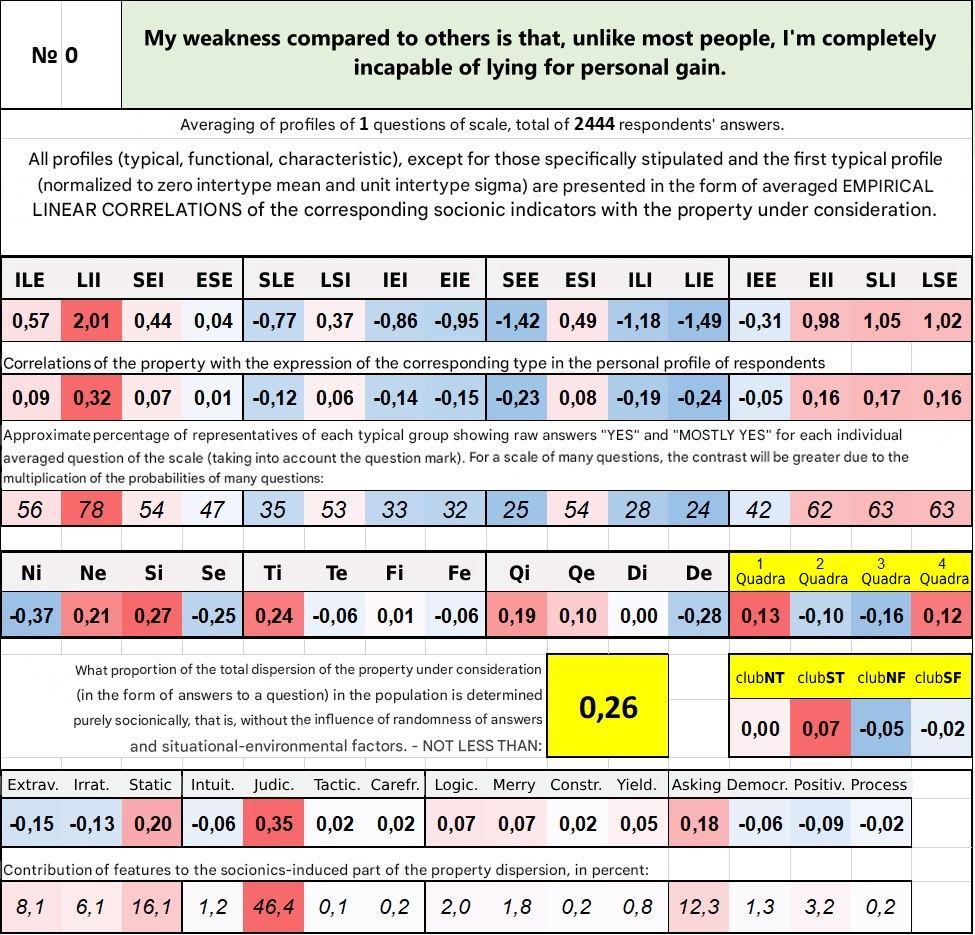 № 0
My weakness compared to others is that, unlike most people, I'm completely
incapable of lying for personal gain.
Averaging of profiles of 1 questions of scale, total of 2444 respondents' answers.
All profiles (typical, functional, characteristic), except for those specifically stipulated and the first typical profile
(normalized to zero intertype mean and unit intertype sigma) are presented in the form of averaged EMPIRICAL
LINEAR CORRELATIONS of the corresponding socionic indicators with the property under consideration.
ILE LII SEI ESE SLE LSI IEI EIE SEE ESI ILI LIE IEE EII SLI LSE
0,57 2,01 0,44 0,04 -0,77 0,37 -0,86 -0,95 -1,42 0,49 -1,18 -1,49 -0,31 0,98 1,05 1,02
Correlations of the property with the expression of the corresponding type in the personal profile of respondents
0,09 0,32 0,07 0,01 -0,12 0,06 -0,14 -0,15 -0,23 0,08 -0,19 -0,24 -0,05 0,16 0,17 0,16
Approximate percentage of representatives of each typical group showing raw answers "YES" and "MOSTLY YES" for each individual
averaged question of the scale (taking into account the question mark). For a scale of many questions, the contrast will be greater due to the
multiplication of the probabilities of many questions:
56 78 54 47 35 53 33 32 25 54 28 24 42 62 63 63
Ni Ne Si Se Ti Te Fi Fe Qi Qe Di De 1 Quadra 2 Quadra 3 Quadra 4 Quadra
-0,37 0,21 0,27 -0,25 0,24 -0,06 0,01 -0,06 0,19 0,10 0,00 -0,28 0,13 -0,10 -0,16 0,12
What proportion of the total dispersion of the property under consideration
(in the form of answers to a question) in the population is determined
purely socionically, that is, without the influence of randomness of answers
and situational-environmental factors. - NOT LESS THAN:
0,26
clubNT clubST clubNF clubSF
0,00 0,07 -0,05 -0,02
Extrav. Irrat. Static Intuit. Judic. Tactic. Carefr. Logic. Merry Constr. Yield. Asking Democr. Positiv. Process
-0,15 -0,13 0,20 -0,06 0,35 0,02 0,02 0,07 0,07 0,02 0,05 0,18 -0,06 -0,09 -0,02
Contribution of features to the socionics-induced part of the property dispersion, in percent:
8,1 6,1 16,1 1,2 46,4 0,1 0,2 2,0 1,8 0,2 0,8 12,3 1,3 3,2 0,2